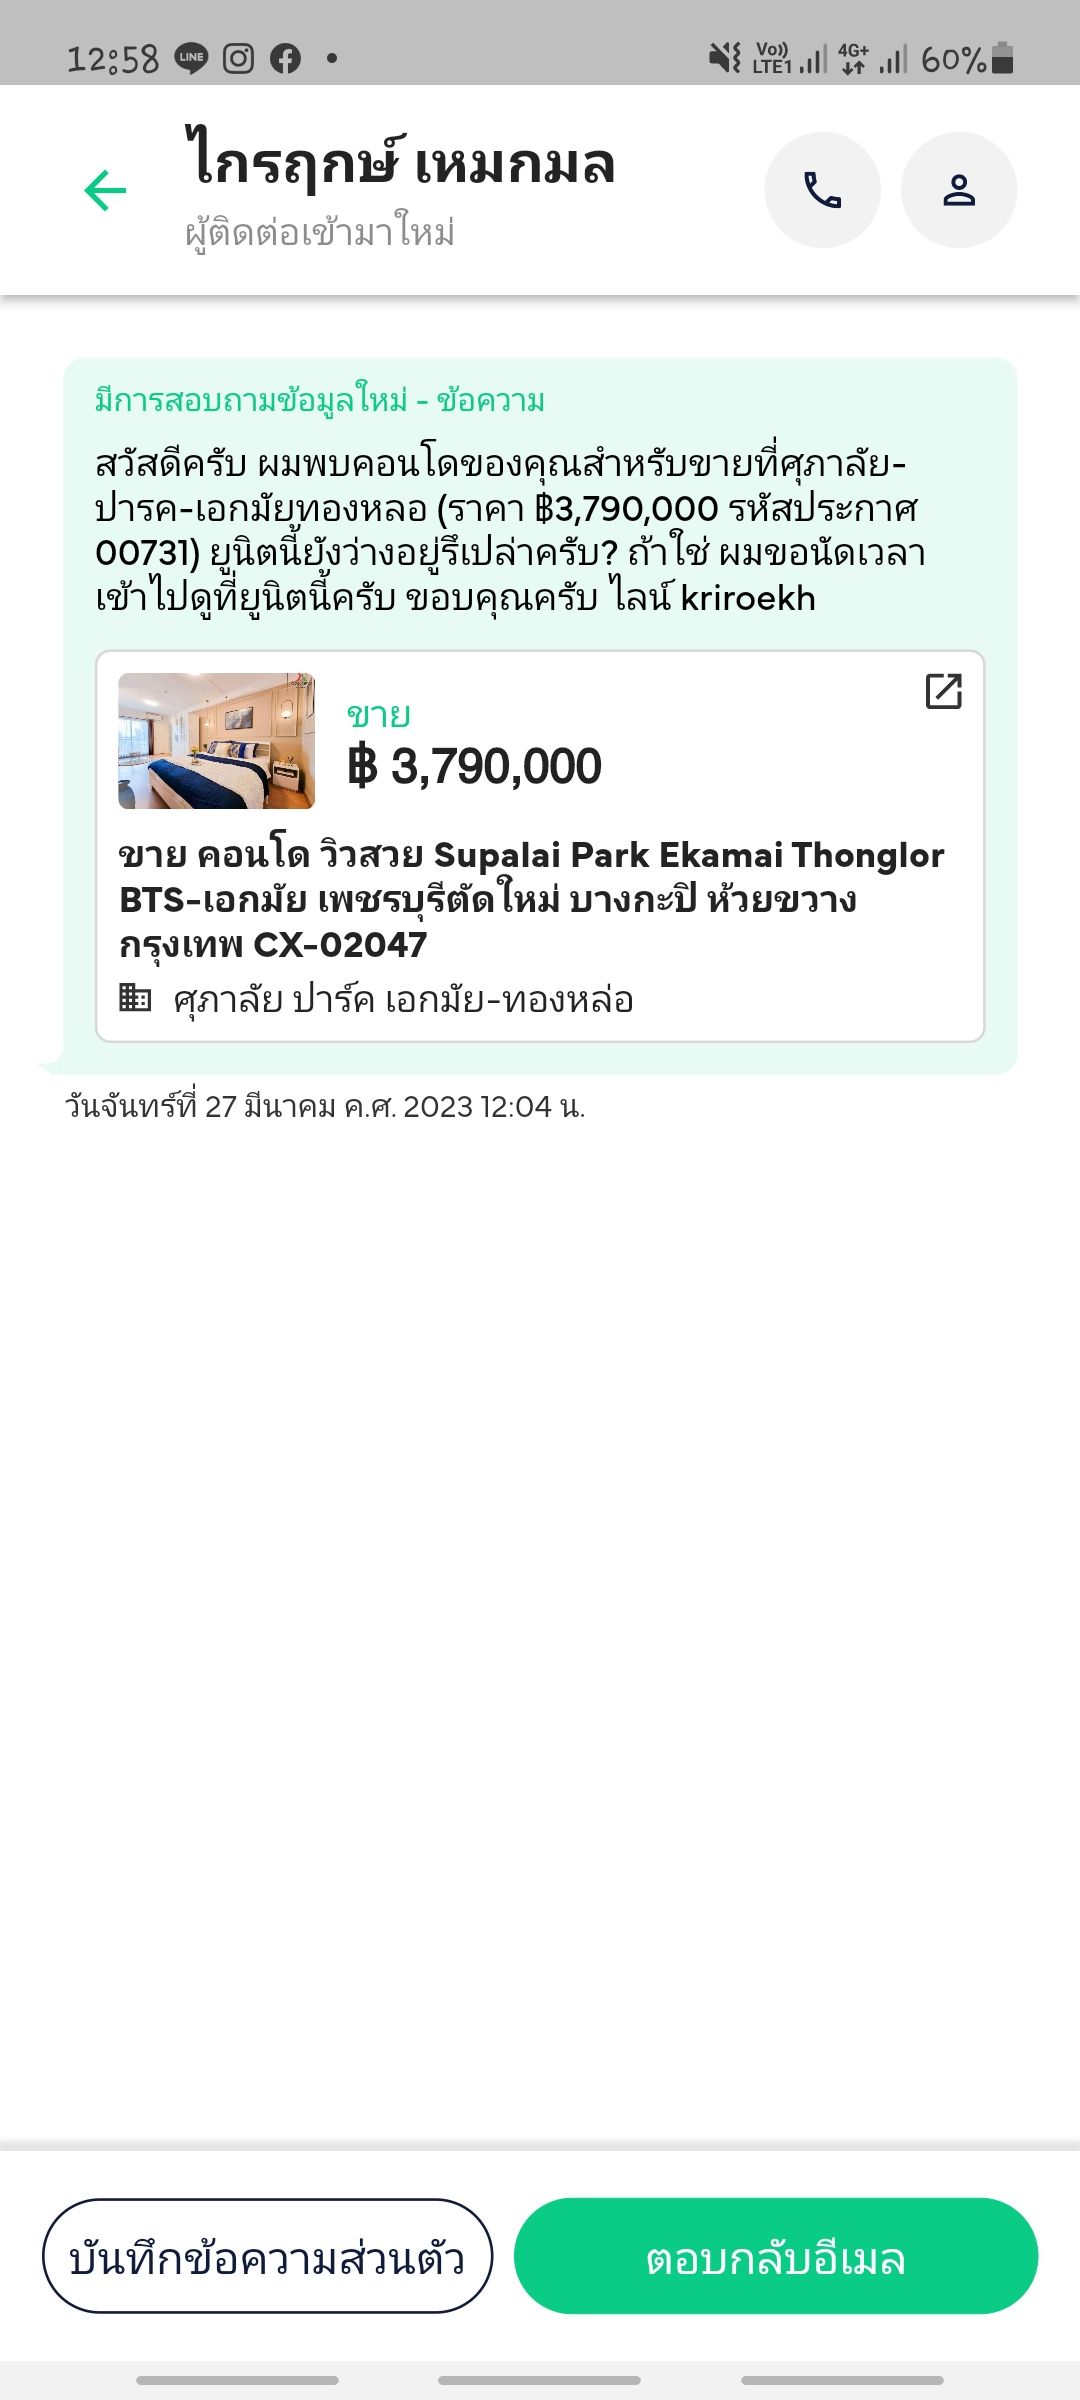 12:58 LINE Vo)) LTE1 4G+ 60%
ไกรฤกษ์ เหมกมล
ผู้ติดต่อเข้ามาใหม่
มีการสอบถามข้อมูลใหม่ - ข้อความ
สวัสดีครับ ผมพบคอนโดของคุณสำหรับขายที่ศุภาลัย-
ปารค-เอกมัยทองหลอ (ราคา ฿3,790,000 รหัสประกาศ
00731) ยูนิตนี้ยังว่างอยู่รึเปล่าครับ? ถ้าใช่ ผมขอนัดเวลา
เข้าไปดูที่ยูนิตนี้ครับ ขอบคุณครับ ไลน์ kriroekh
ขาย
฿ 3,790,000
ขาย คอนโด วิวสวย Supalai Park Ekamai Thonglor
BTS-เอกมัย เพชรบุรีตัดใหม่ บางกะปิ ห้วยขวาง
กรุงเทพ CX-02047
ศุภาลัย ปาร์ค เอกมัย-ทองหล่อ
วันจันทร์ที่ 27 มีนาคม ค.ศ. 2023 12:04 น.
บันทึกข้อความส่วนตัว
ตอบกลับอีเมล